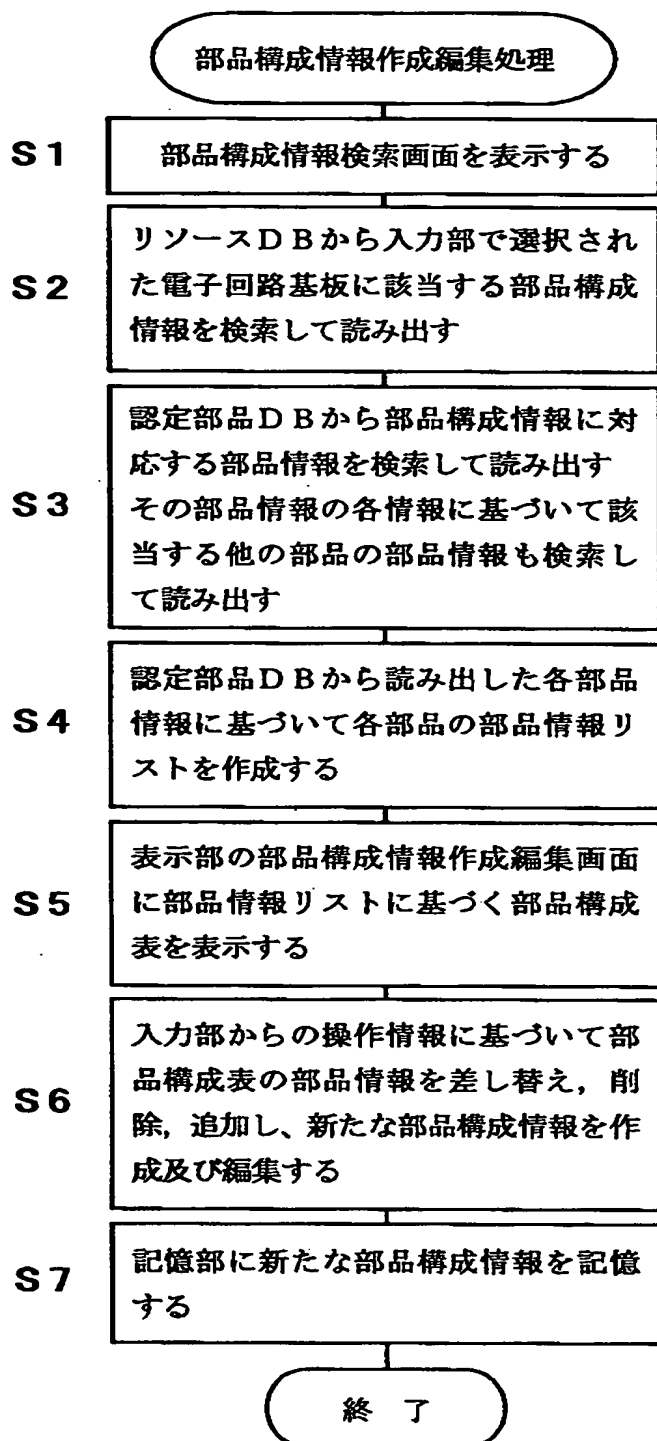 部品構成情報作成編集処理
S1
部品構成情報検索画面を表示する
S2
リソースDBから入力部で選択され
た電子回路基板に該当する部品構成
情報を検索して読み出す
S3
認定部品DBから部品構成情報に対
応する部品情報を検索して読み出す
その部品情報の各情報に基づいて該
当する他の部品の部品情報も検索し
て読み出す
S4
認定部品DBから読み出した各部品
情報に基づいて各部品の部品情報リ
ストを作成する
S5
表示部の部品構成情報作成編集画面
に部品情報リストに基づく部品構成
表を表示する
S6
入力部からの操作情報に基づいて部
品構成表の部品情報を差し替え，削
除，追加し、新たな部品構成情報を作
成及び編集する
S7
記憶部に新たな部品構成情報を記憶
する
終 了